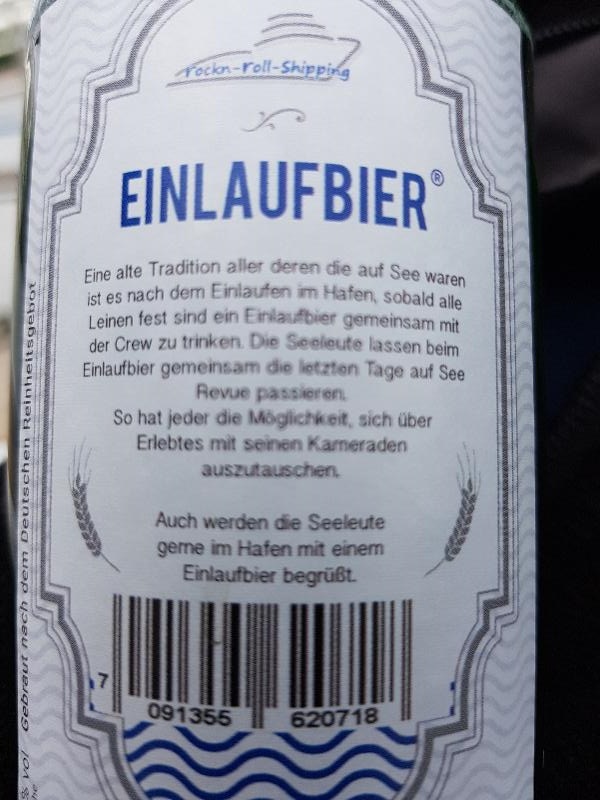 rockn-roll-Shipping
EINLAUFBIER®
Eine alte Tradition aller deren die auf See waren
ist es nach dem Einlaufen im Hafen, sobald alle
Leinen fest sind ein Einlaufbier gemeinsam mit
der Crew zu trinken. Die Seeleute lassen beim
Einlaufbier gemeinsam die letzten Tage auf See
Revue passieren.
So hat jeder die Möglichkeit, sich über
Erlebtes mit seinen Kameraden
auszutauschen.
Auch werden die Seeleute
gerne im Hafen mit einem
Einlaufbier begrüßt.
7 091355 620718
% vol Gebraut nach dem Deutschen Reinheitsgebot